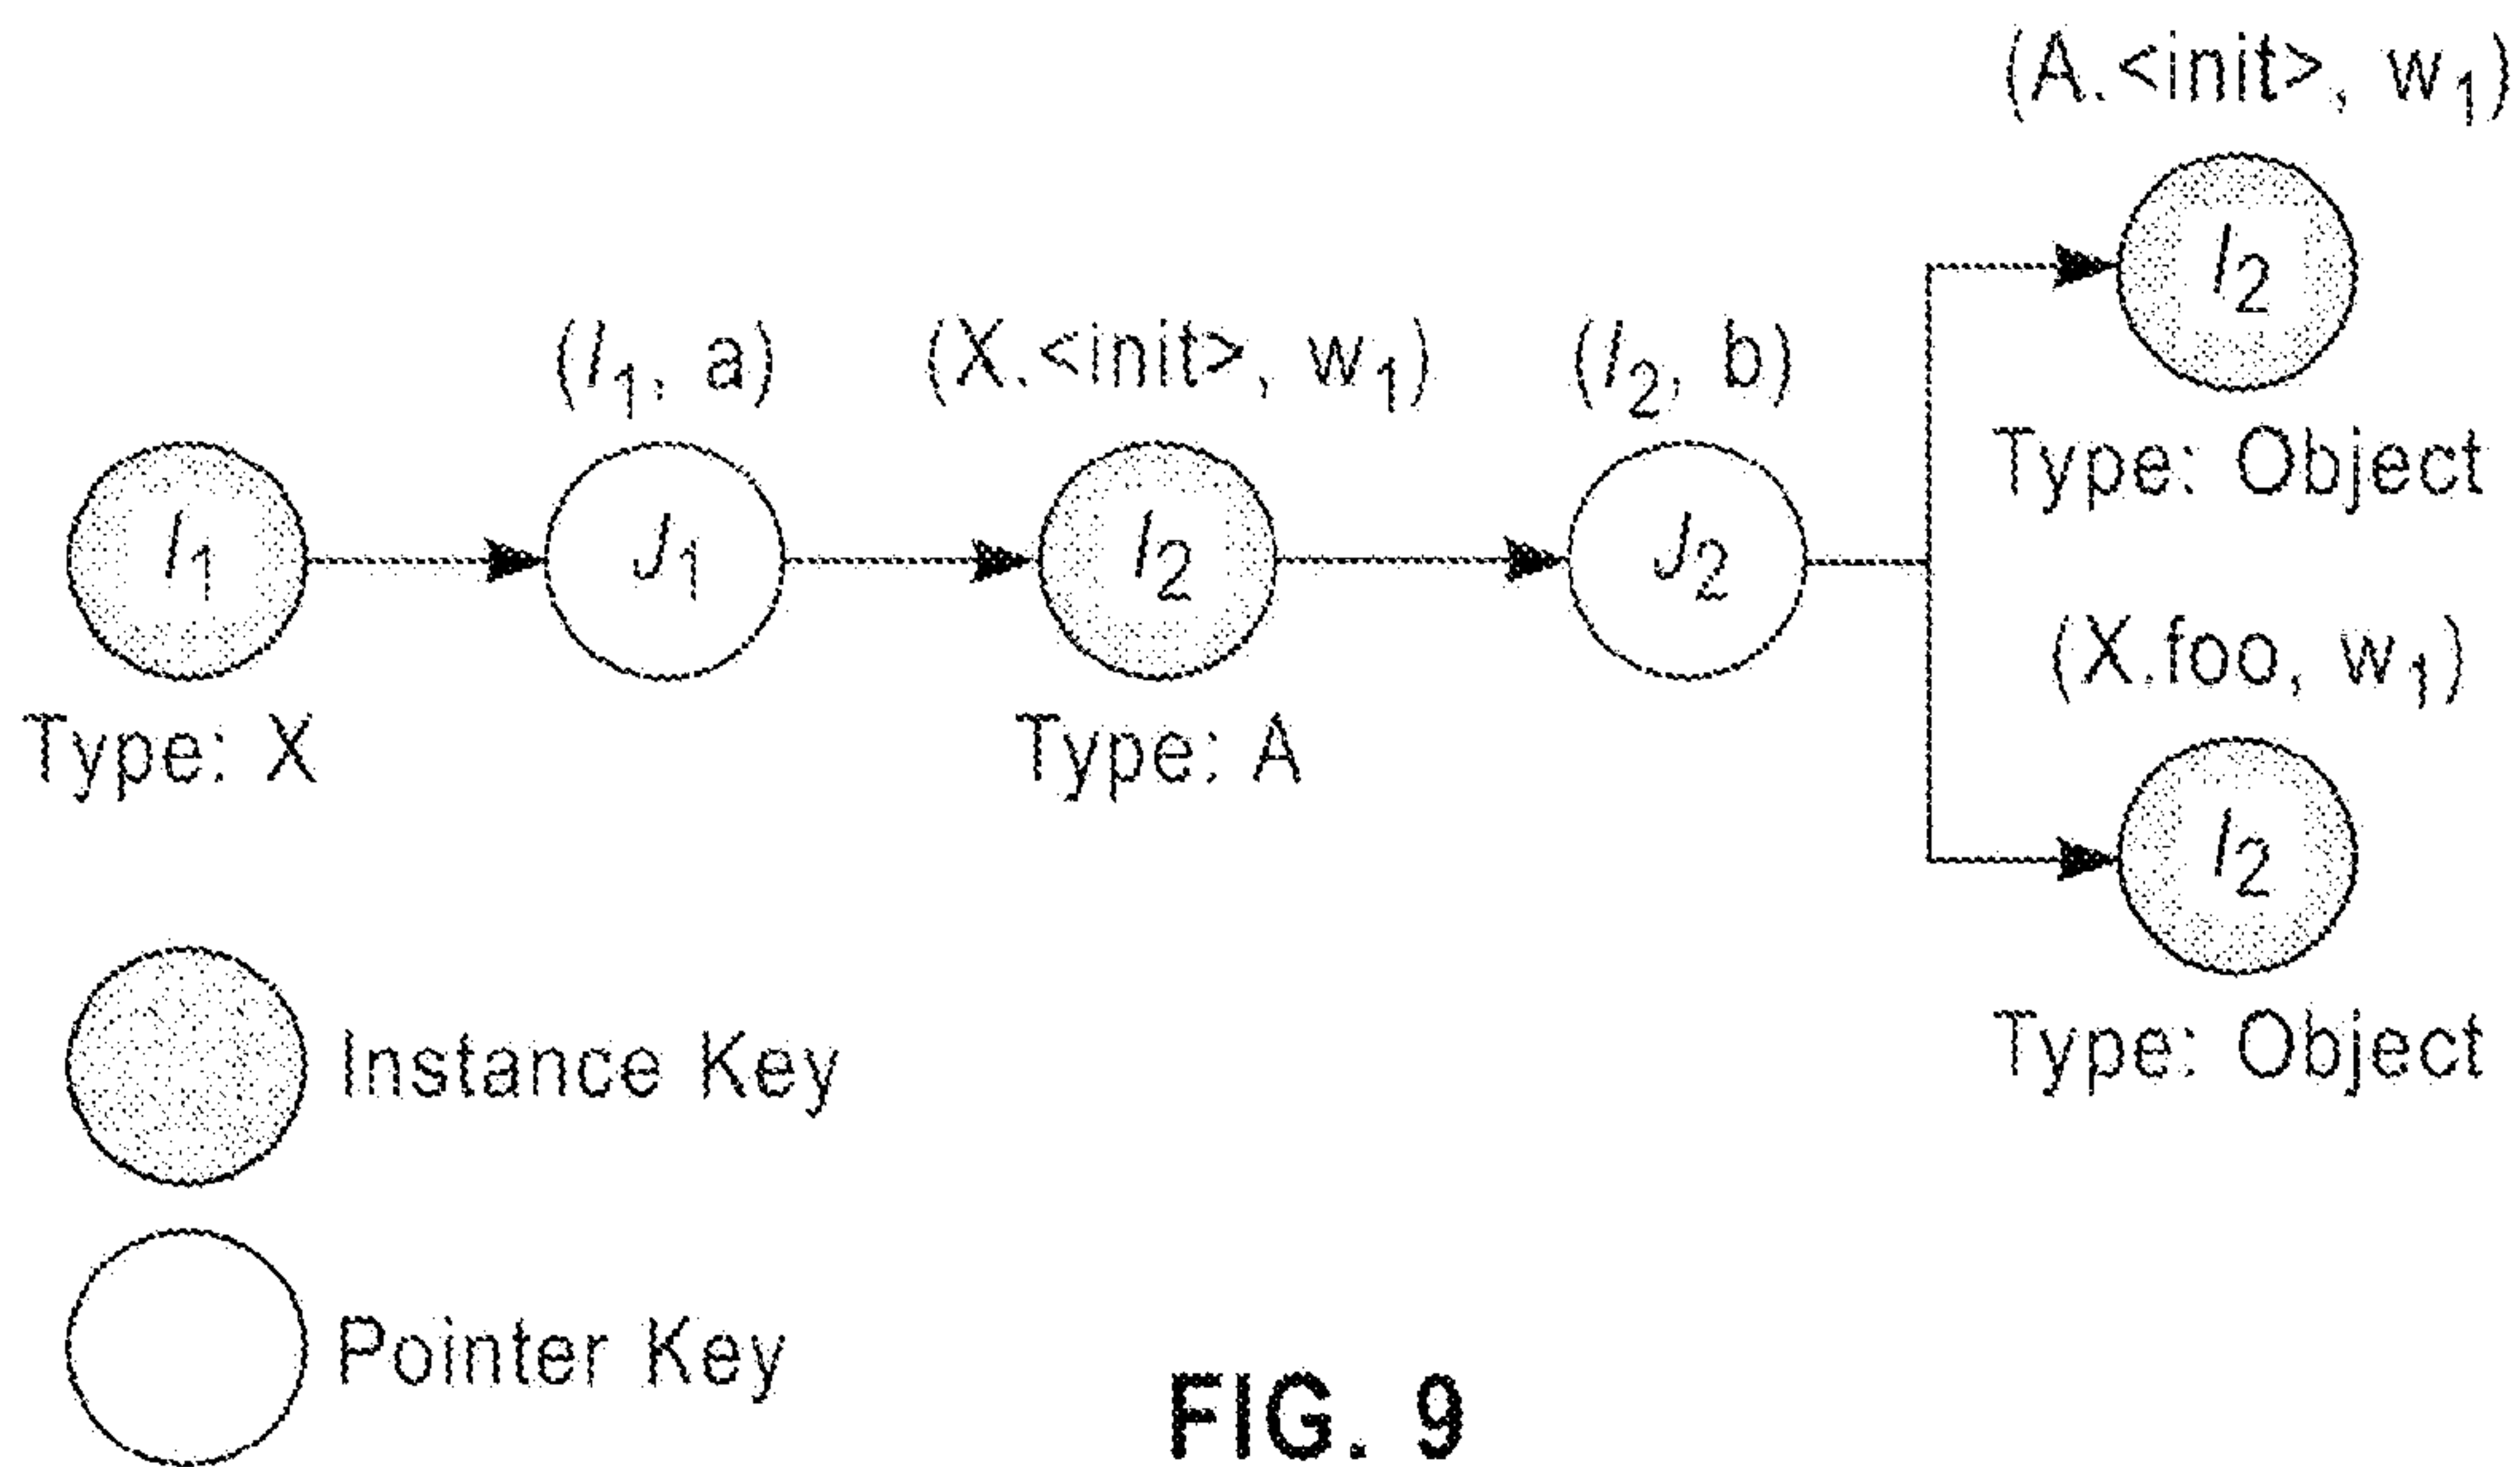 (A.<init>, w₁)
I₂
Type: Object
(I₁, a)
(X.<init>, w₁)
(I₂, b)
I₁
J₁
I₂
J₂
Type: X
Type: A
(X.foo, w₁)
I₂
Type: Object
Instance Key
Pointer Key
FIG. 9